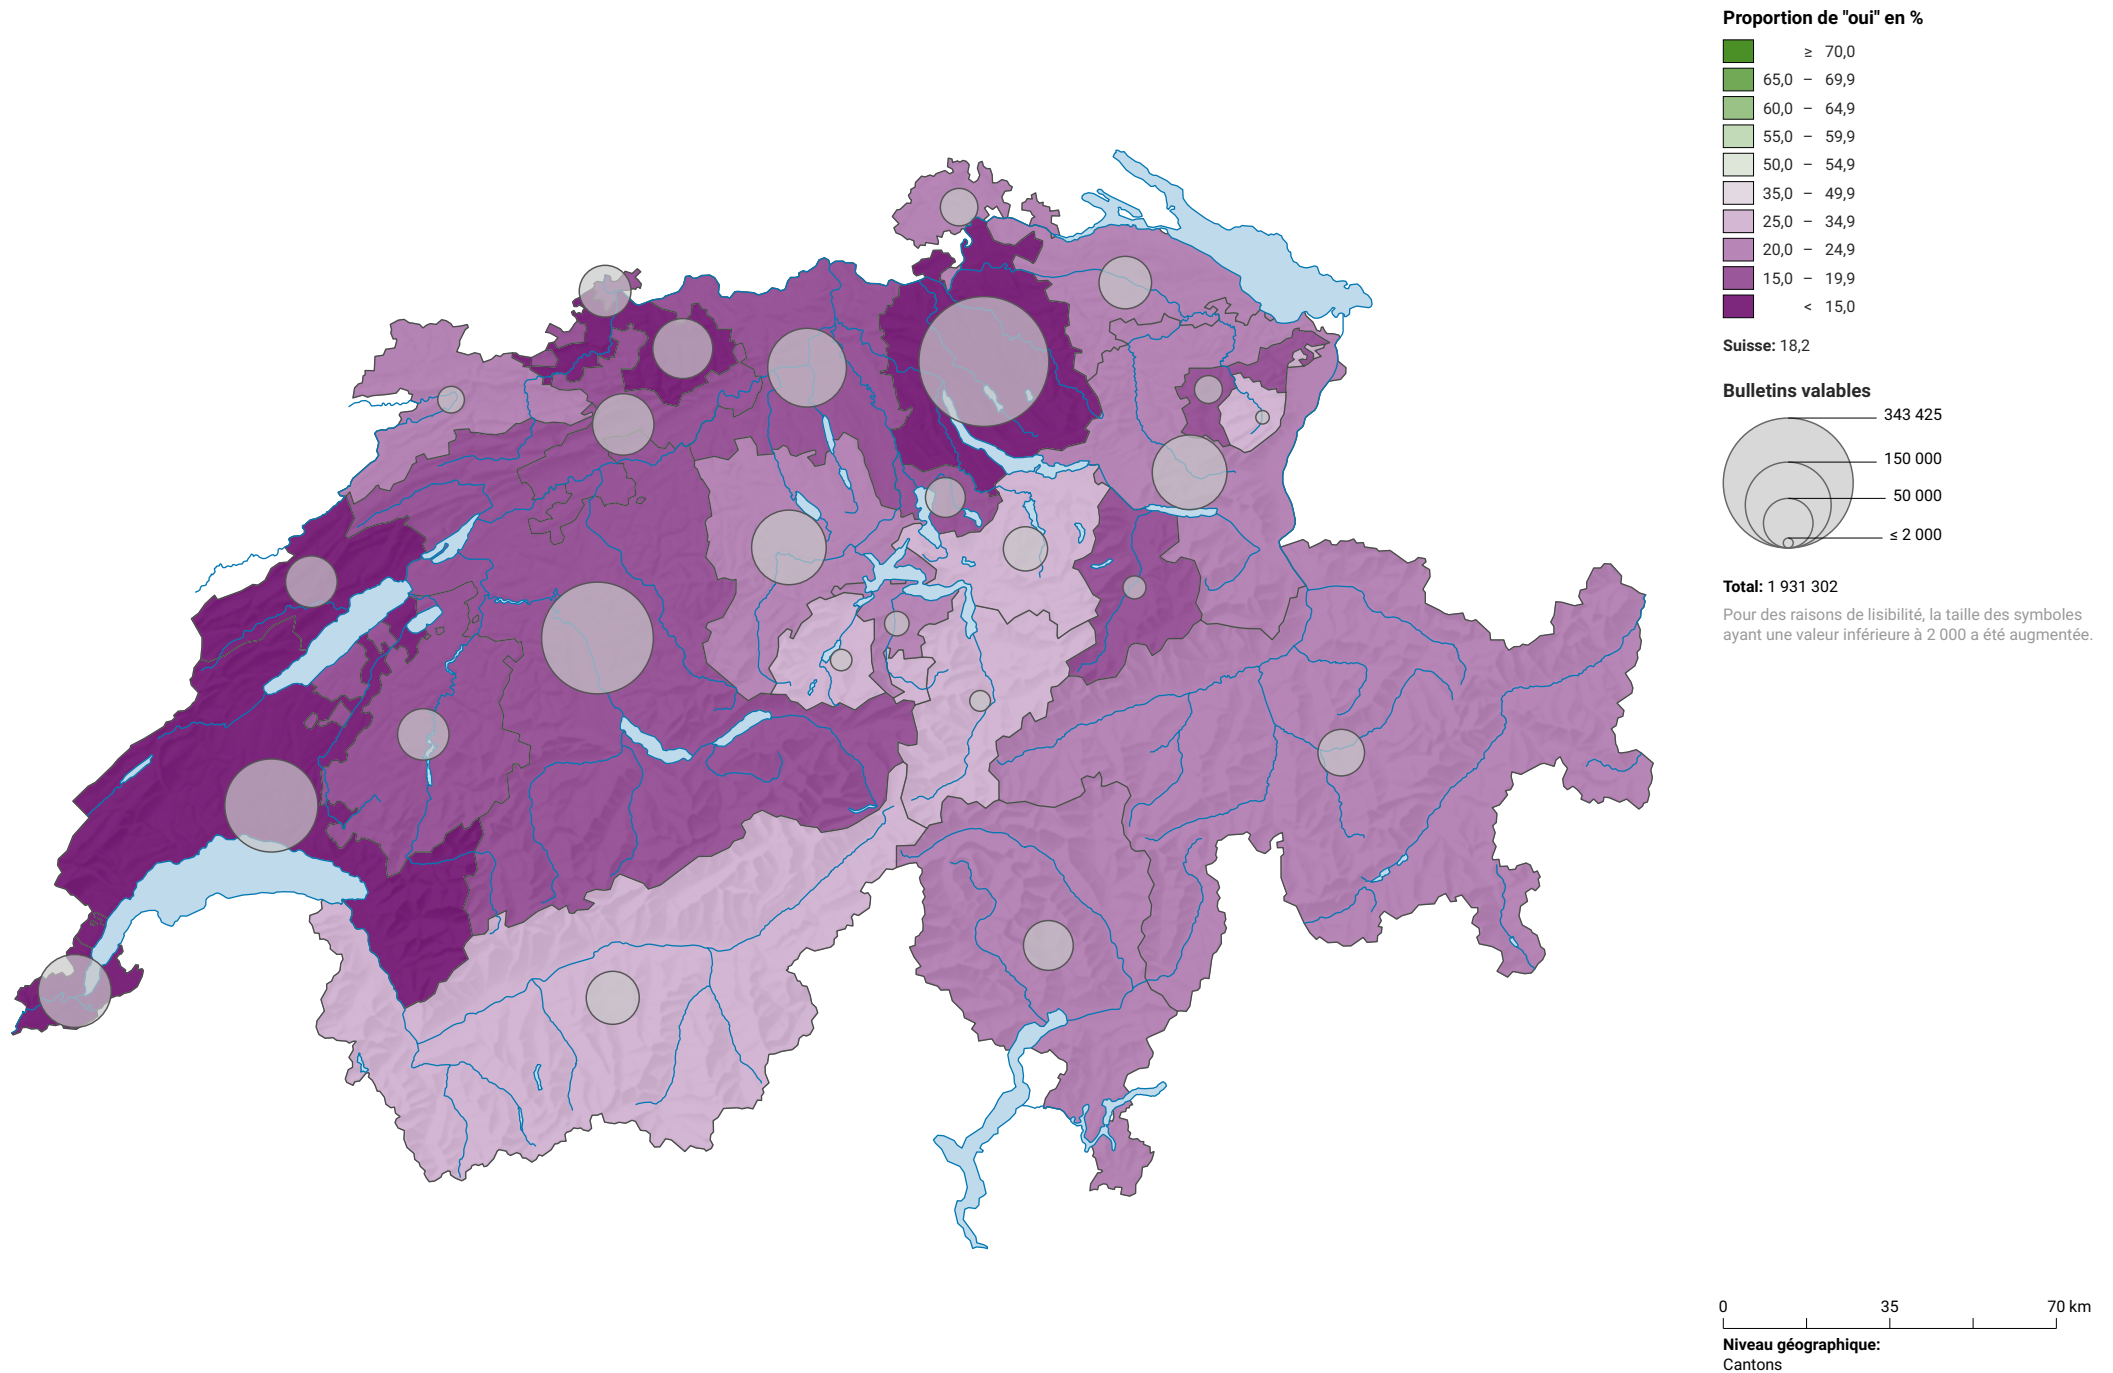 Proportion de "oui" en %
≥ 70,0
65,0 – 69,9
60,0 – 64,9
55,0 – 59,9
50,0 – 54,9
35,0 – 49,9
25,0 – 34,9
20,0 – 24,9
15,0 – 19,9
< 15,0
Suisse: 18,2
Bulletins valables
343 425
150 000
50 000
≤ 2 000
Total: 1 931 302
Pour des raisons de lisibilité, la taille des symboles
ayant une valeur inférieure à 2 000 a été augmentée.
0 35 70 km
Niveau géographique:
Cantons